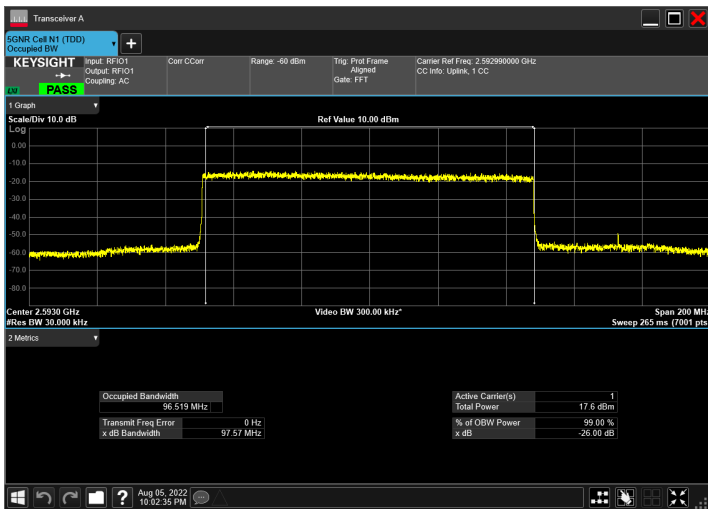 Transceiver A
5GNR Cell N1 (TDD)
Occupied BW
KEYSIGHT
LXI
PASS
Input: RFIO1
Output: RFIO1
Coupling: AC
Corr CCorr
Range: -60 dBm
Trig: Prot Frame
Aligned
Gate: FFT
Carrier Ref Freq: 2.592990000 GHz
CC Info: Uplink, 1 CC
1 Graph
Scale/Div 10.0 dB
Ref Value 10.00 dBm
Log
0.00
-10.0
-20.0
-30.0
-40.0
-50.0
-60.0
-70.0
-80.0
Center 2.5930 GHz
Video BW 300.00 kHz*
Span 200 MHz
#Res BW 30.000 kHz
Sweep 265 ms (7001 pts
2 Metrics
Occupied Bandwidth
96.519 MHz
Transmit Freq Error 0 Hz
x dB Bandwidth 97.57 MHz
Active Carrier(s) 1
Total Power 17.6 dBm
% of OBW Power 99.00 %
x dB -26.00 dB
?
Aug 05, 2022
10:02:35 PM